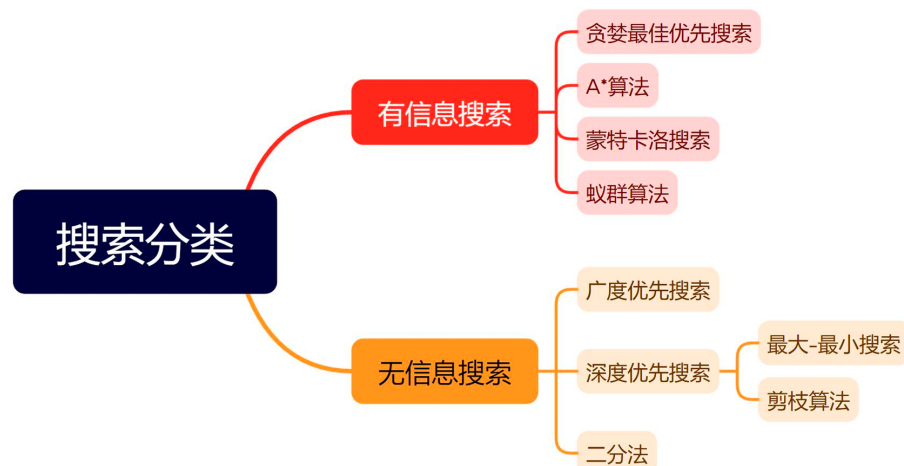 搜索分类
有信息搜索
贪婪最佳优先搜索
A*算法
蒙特卡洛搜索
蚁群算法
无信息搜索
广度优先搜索
深度优先搜索
最大-最小搜索
剪枝算法
二分法